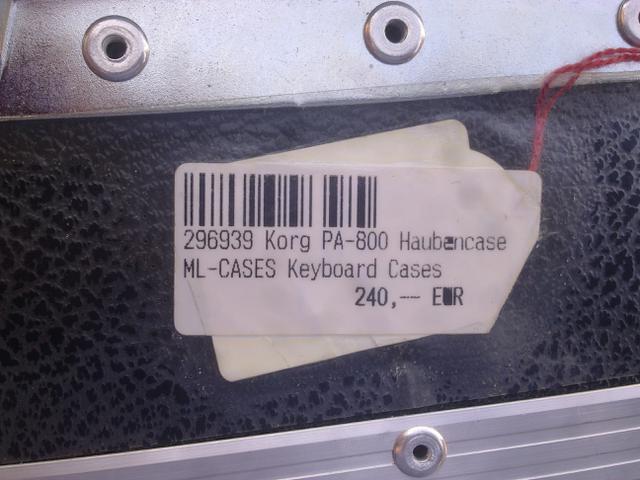 296939 Korg PA-800 Haubencase
ML-CASES Keyboard Cases
240,-- EUR